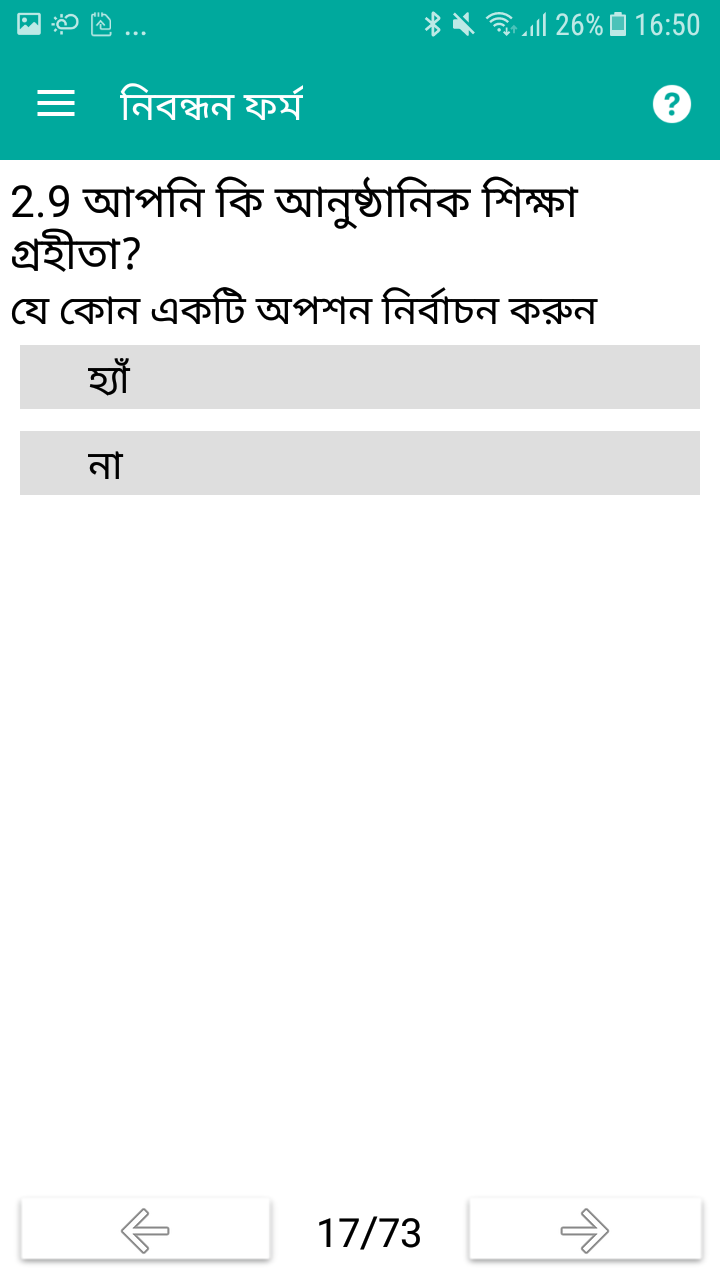 ... 26% 16:50
নিবন্ধন ফর্ম ?
2.9 আপনি কি আনুষ্ঠানিক শিক্ষা
গ্রহীতা?
যে কোন একটি অপশন নির্বাচন করুন
হ্যাঁ
না
17/73